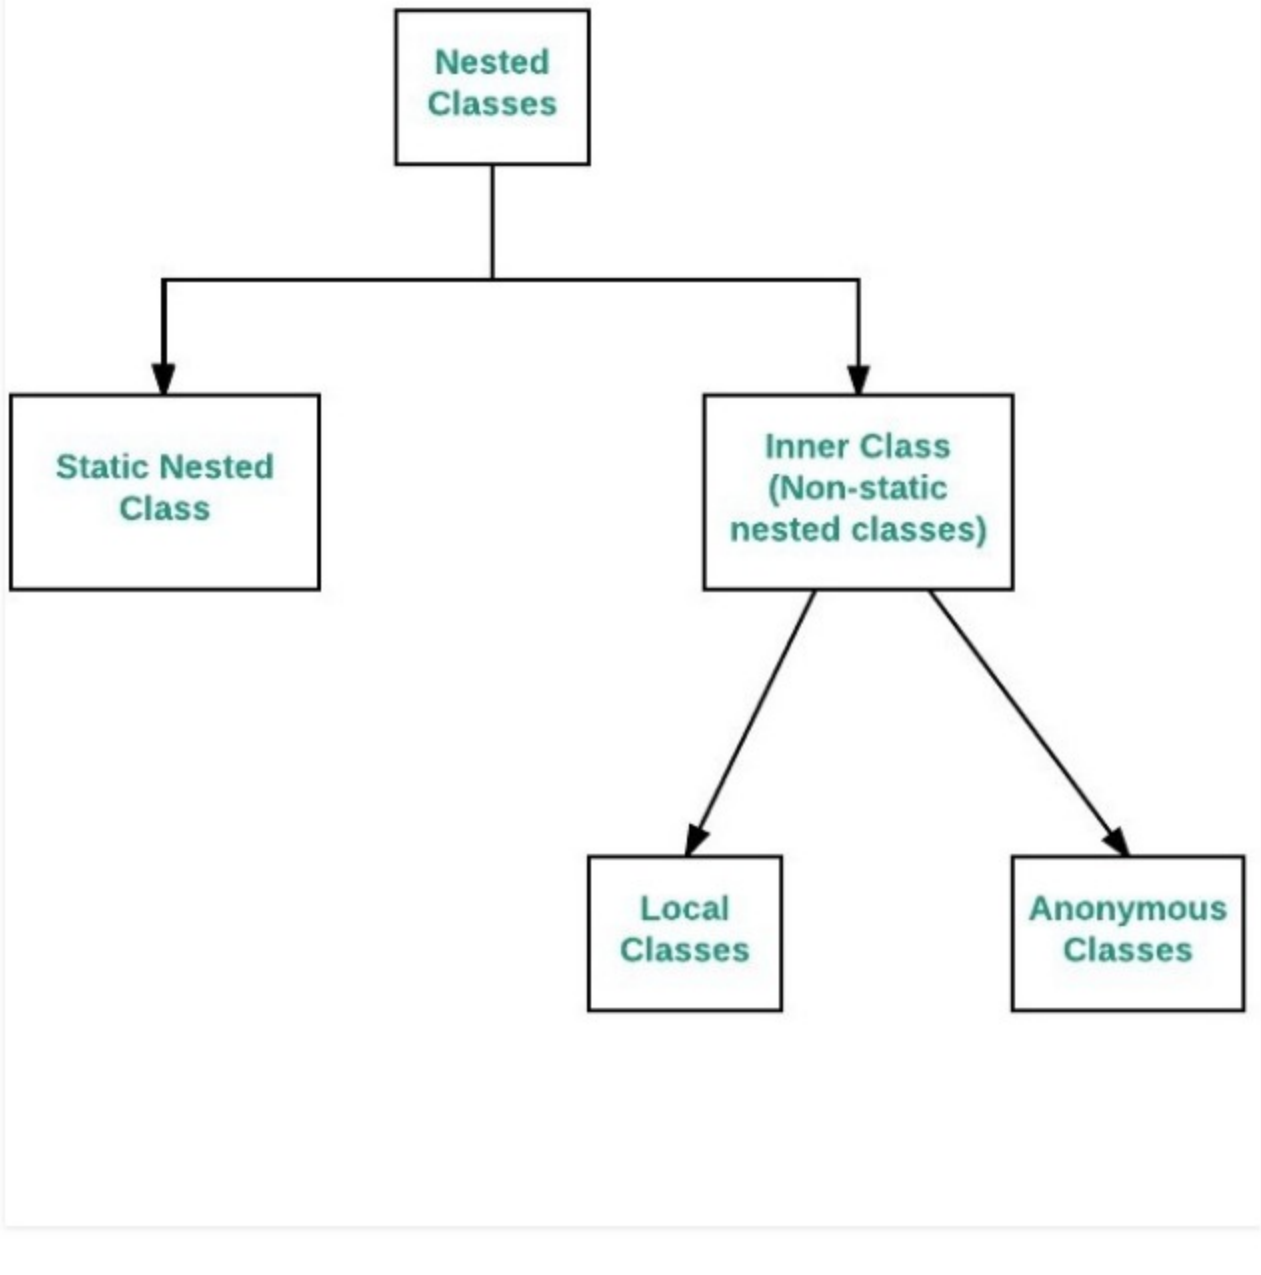 Nested
Classes
Static Nested
Class
Inner Class
(Non-static
nested classes)
Local
Classes
Anonymous
Classes